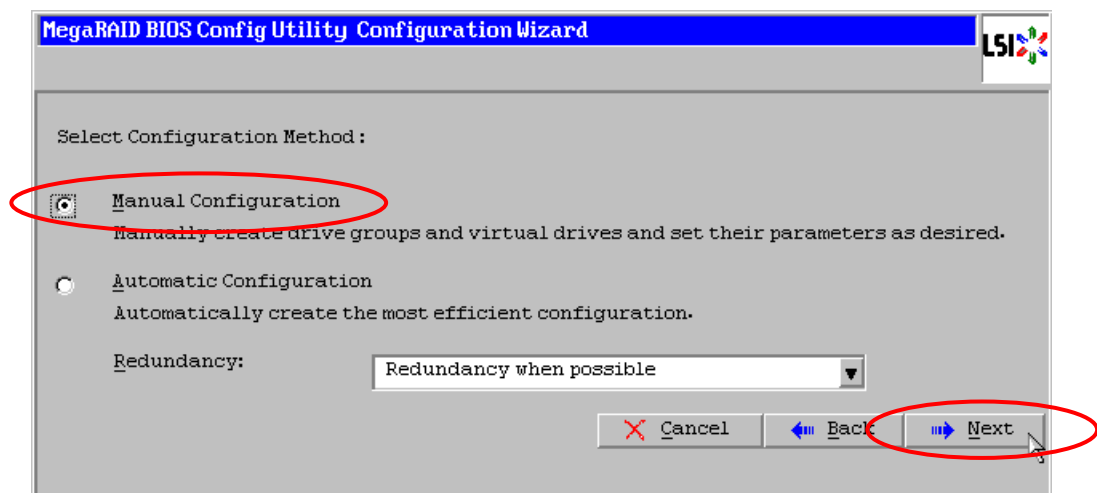 MegaRAID BIOS Config Utility Configuration Wizard
LSI
Select Configuration Method:
Manual Configuration
Manually create drive groups and virtual drives and set their parameters as desired.
Automatic Configuration
Automatically create the most efficient configuration.
Redundancy: Redundancy when possible
Cancel Back Next